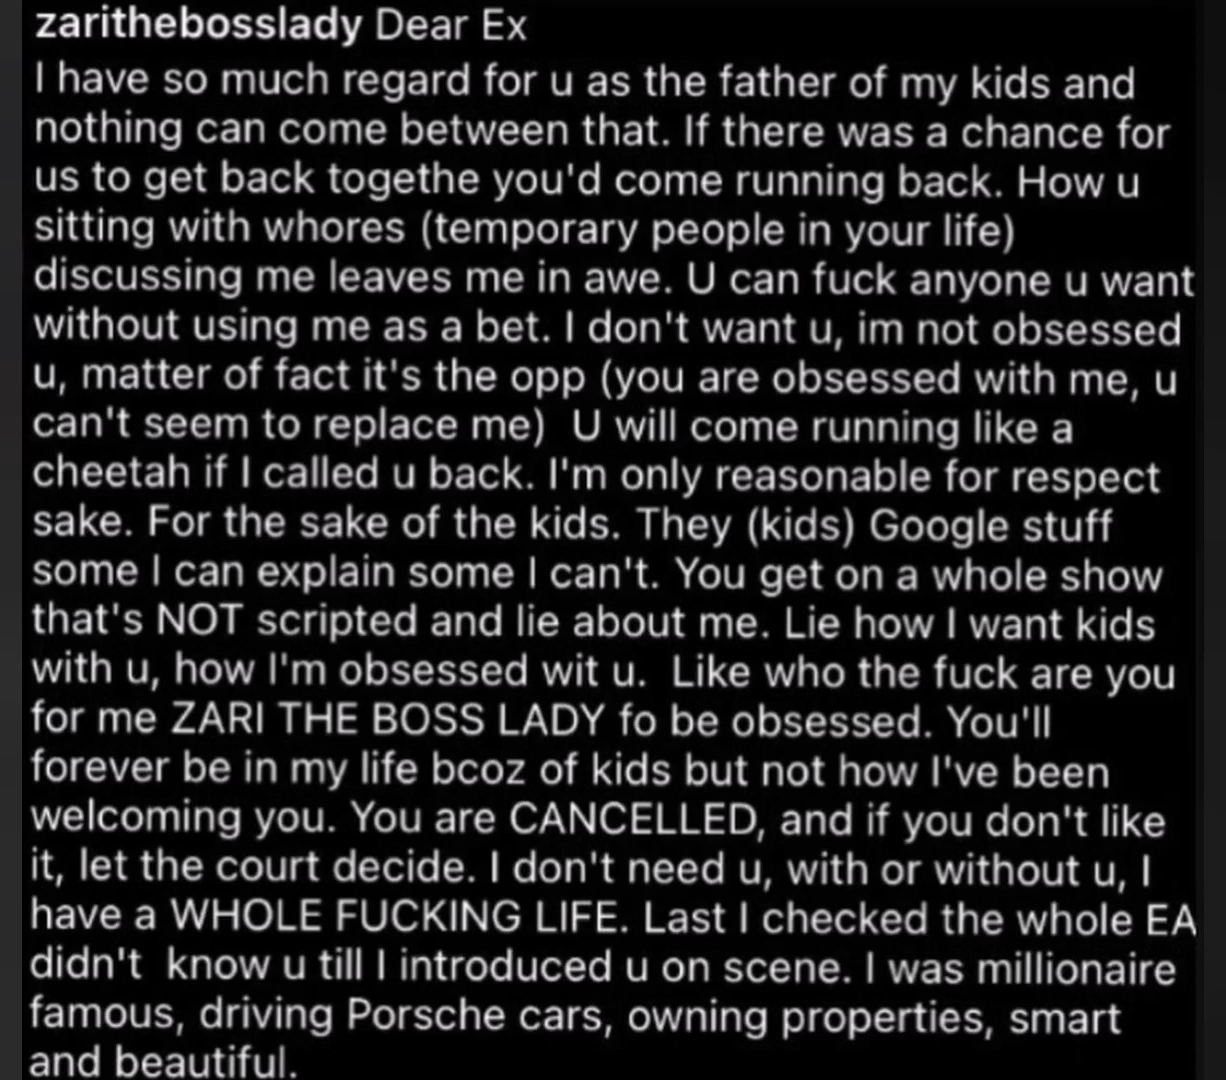 zarithebosslady Dear Ex
I have so much regard for u as the father of my kids and
nothing can come between that. If there was a chance for
us to get back togethe you'd come running back. How u
sitting with whores (temporary people in your life)
discussing me leaves me in awe. U can fuck anyone u want
without using me as a bet. I don't want u, im not obsessed
u, matter of fact it's the opp (you are obsessed with me, u
can't seem to replace me)  U will come running like a
cheetah if I called u back. I'm only reasonable for respect
sake. For the sake of the kids. They (kids) Google stuff
some I can explain some I can't. You get on a whole show
that's NOT scripted and lie about me. Lie how I want kids
with u, how I'm obsessed wit u.  Like who the fuck are you
for me ZARI THE BOSS LADY fo be obsessed. You'll
forever be in my life bcoz of kids but not how I've been
welcoming you. You are CANCELLED, and if you don't like
it, let the court decide. I don't need u, with or without u, I
have a WHOLE FUCKING LIFE. Last I checked the whole EA
didn't  know u till I introduced u on scene. I was millionaire
famous, driving Porsche cars, owning properties, smart
and beautiful.